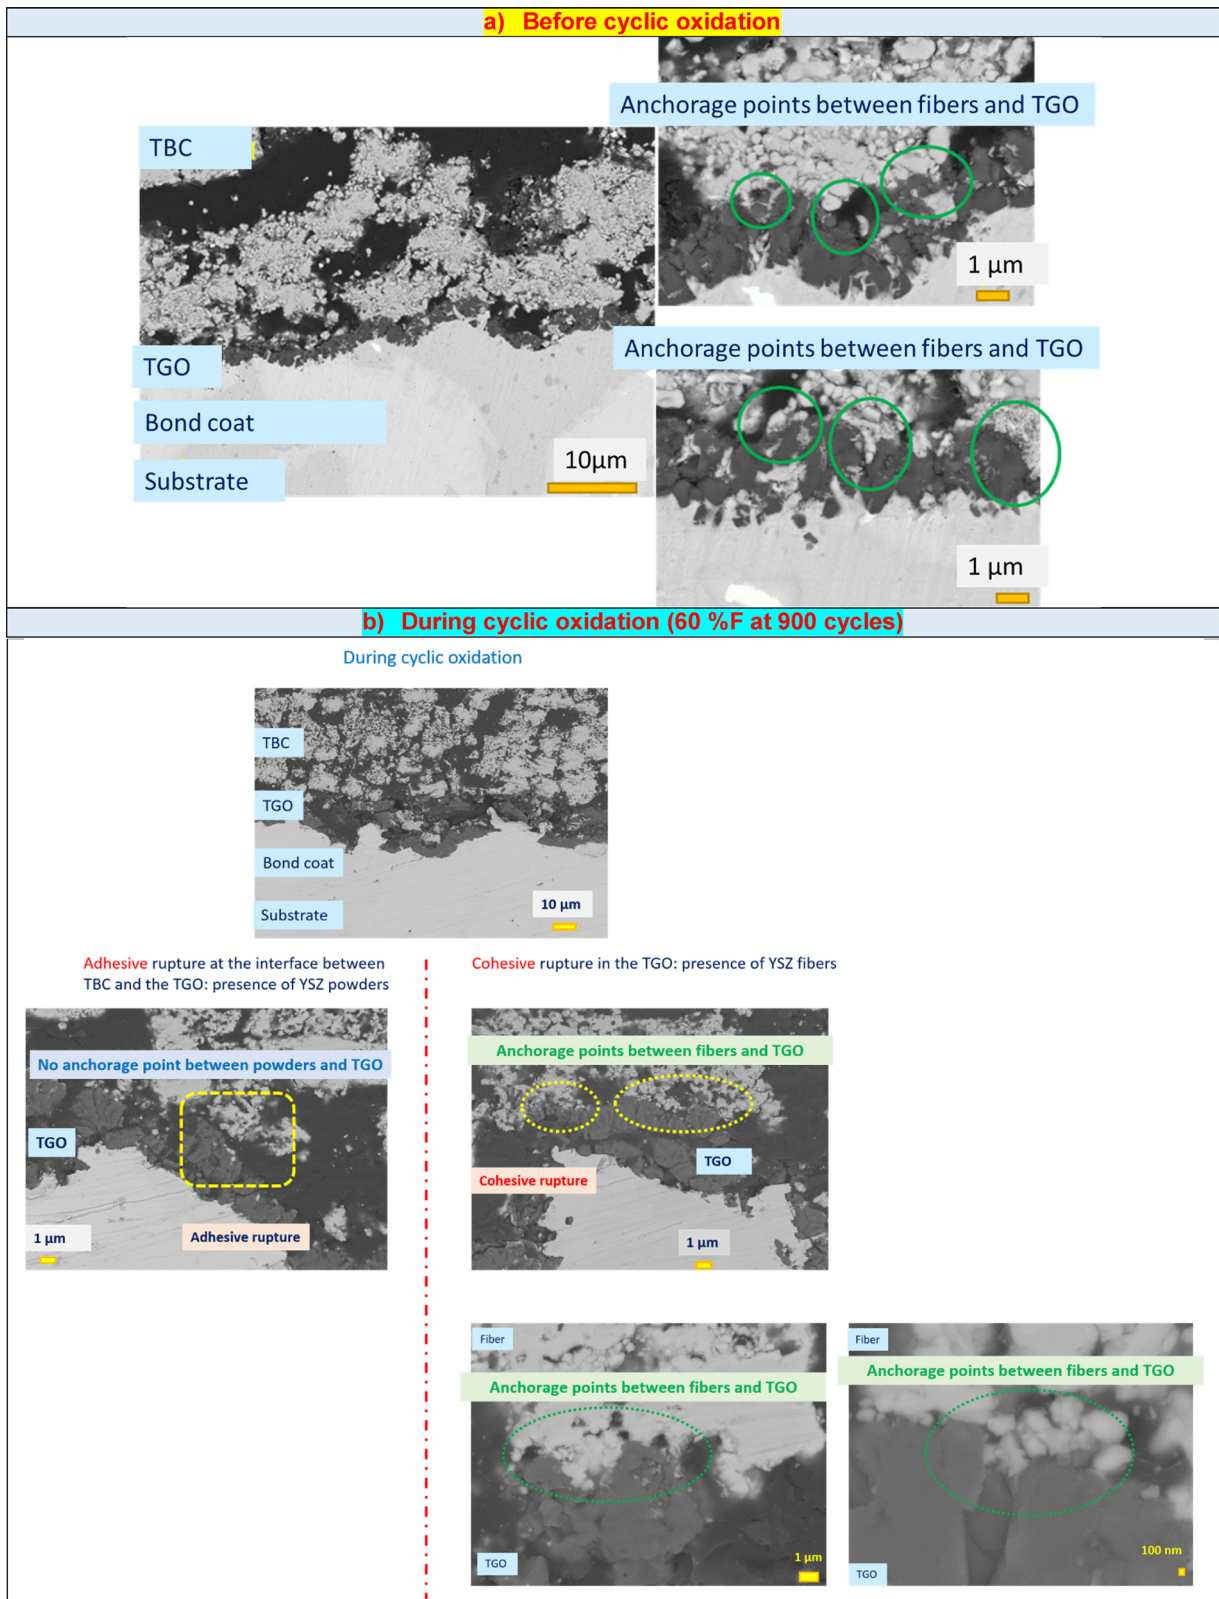 a) Before cyclic oxidation
TBC
TGO
Bond coat
Substrate
10µm
Anchorage points between fibers and TGO
1 µm
Anchorage points between fibers and TGO
1 µm
b) During cyclic oxidation (60 %F at 900 cycles)
During cyclic oxidation
TBC
TGO
Bond coat
Substrate
10 µm
Adhesive rupture at the interface between
TBC and the TGO: presence of YSZ powders
No anchorage point between powders and TGO
TGO
1 µm
Adhesive rupture
Cohesive rupture in the TGO: presence of YSZ fibers
Anchorage points between fibers and TGO
TGO
Cohesive rupture
1 µm
Fiber
Anchorage points between fibers and TGO
1 µm
TGO
Fiber
Anchorage points between fibers and TGO
100 nm
TGO